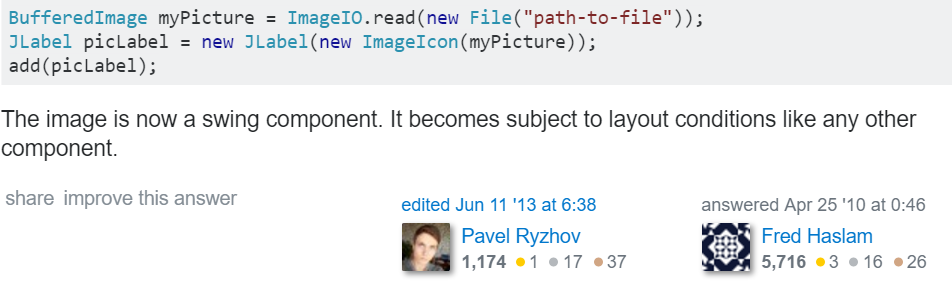 BufferedImage myPicture = ImageIO.read(new File("path-to-file"));
JLabel picLabel = new JLabel(new ImageIcon(myPicture));
add(picLabel);
The image is now a swing component. It becomes subject to layout conditions like any other
component.
share improve this answer
edited Jun 11 '13 at 6:38
Pavel Ryzhov
1,174 ●1 ●17 ●37
answered Apr 25 '10 at 0:46
Fred Haslam
5,716 ●3 ●16 ●26